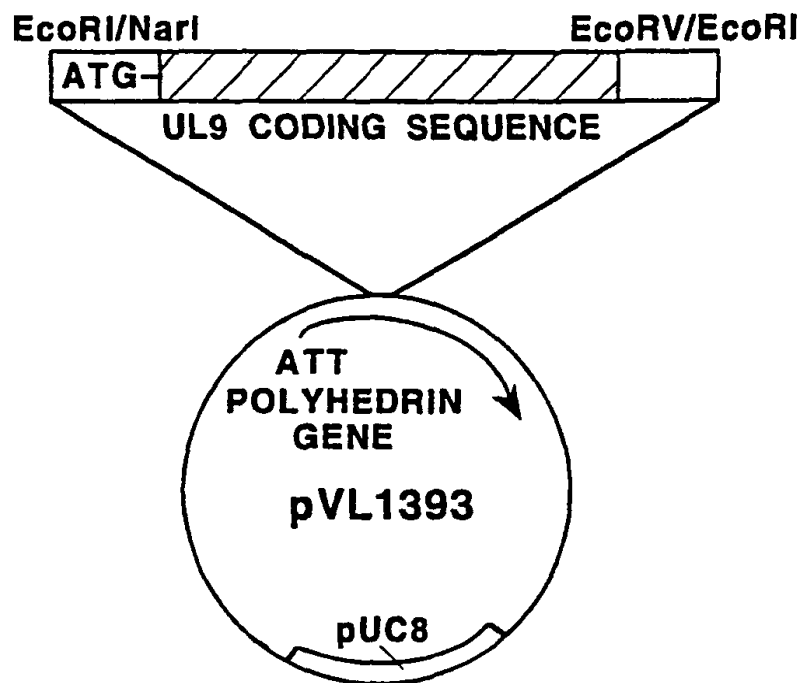 EcoRI/NarI EcoRV/EcoRI
ATG
UL9 CODING SEQUENCE
ATT
POLYHEDRIN
GENE
pVL1393
pUC8